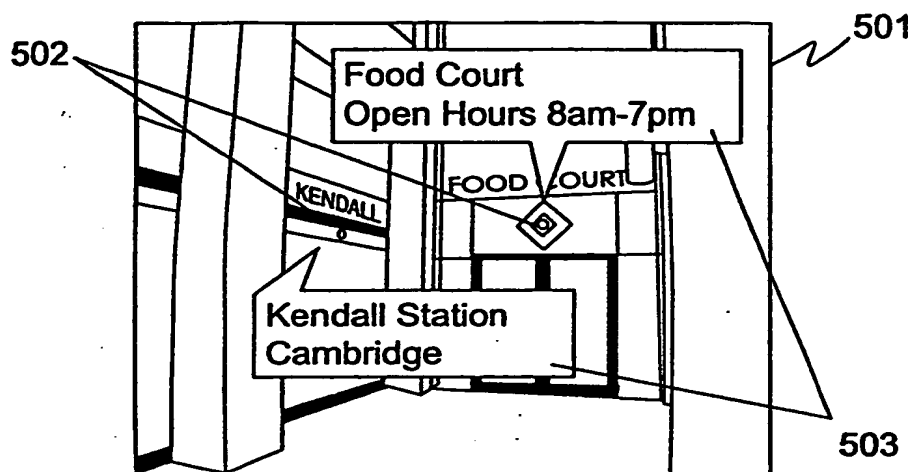 501
502
Food Court
Open Hours 8am-7pm
FOOD COURT
KENDALL
Kendall Station
Cambridge
503